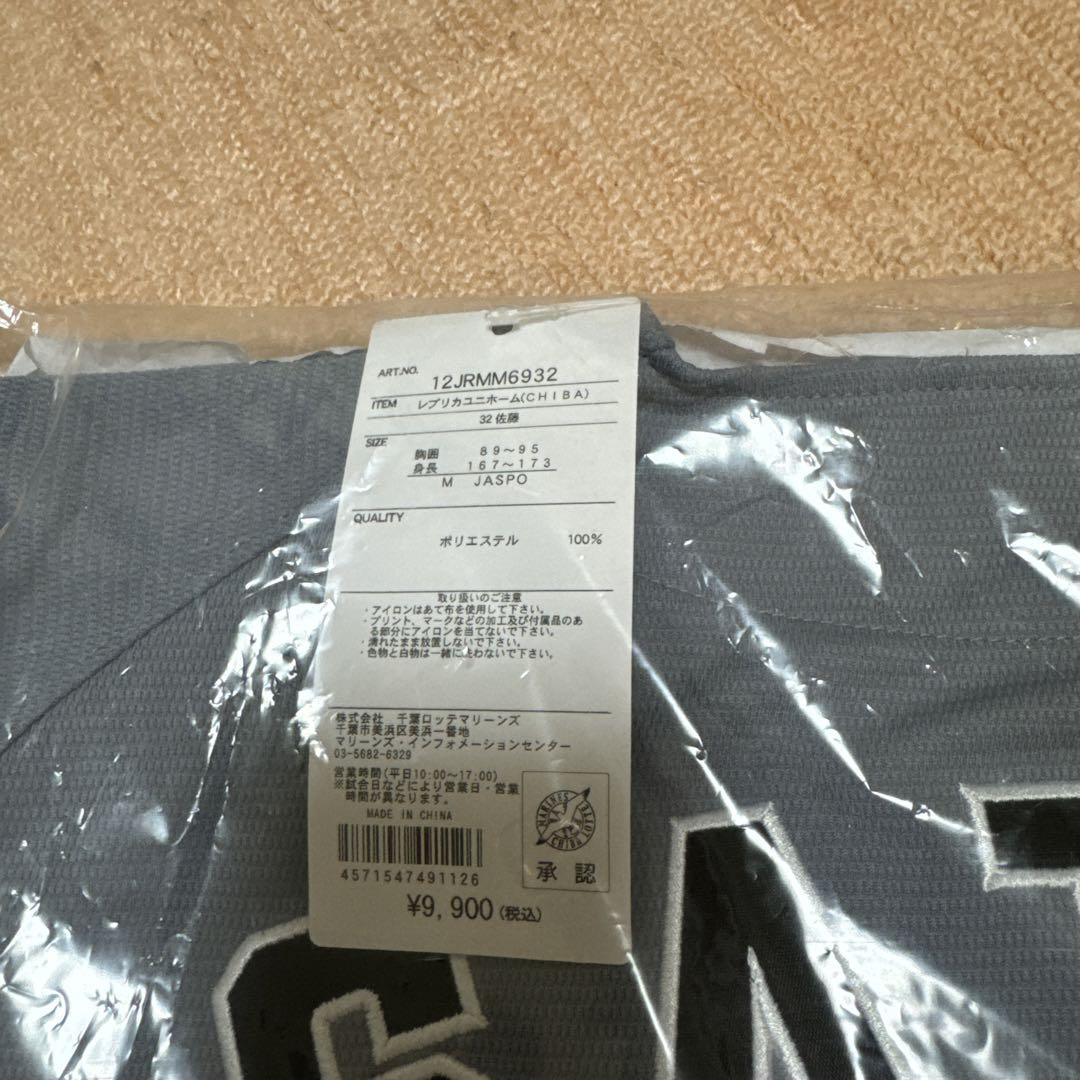 ART.NO. 12JRMM6932
ITEM レプリカユニホーム(CHIBA)
32 佐藤
SIZE
胸囲 89～95
身長 167～173
M JASPO
QUALITY
ポリエステル 100%
取り扱いのご注意
・アイロンはあて布を使用して下さい。
・プリント、マークなどの加工及び付属品のあ
る部分にアイロンを当てないで下さい。
・濡れたまま放置しないで下さい。
・色物と白物は一緒に洗わないで下さい。
株式会社 千葉ロッテマリーンズ
千葉市美浜区美浜一番地
マリーンズ・インフォメーションセンター
03-5682-6329
営業時間(平日10:00～17:00)
※試合日などにより営業日・営業
時間が異なります。
MADE IN CHINA
4571547491126
¥9,900(税込)
MARINES
LOTTE
CHIBA
承認
SAT